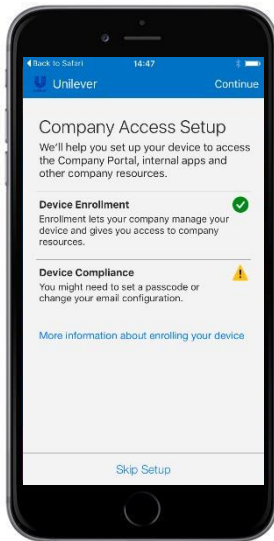 Back to Safari 14:47
Unilever Continue
Company Access Setup
We'll help you set up your device to access
the Company Portal, internal apps and
other company resources.
Device Enrollment
Enrollment lets your company manage your
device and gives you access to company
resources.
Device Compliance
You might need to set a passcode or
change your email configuration.
More information about enrolling your device
Skip Setup